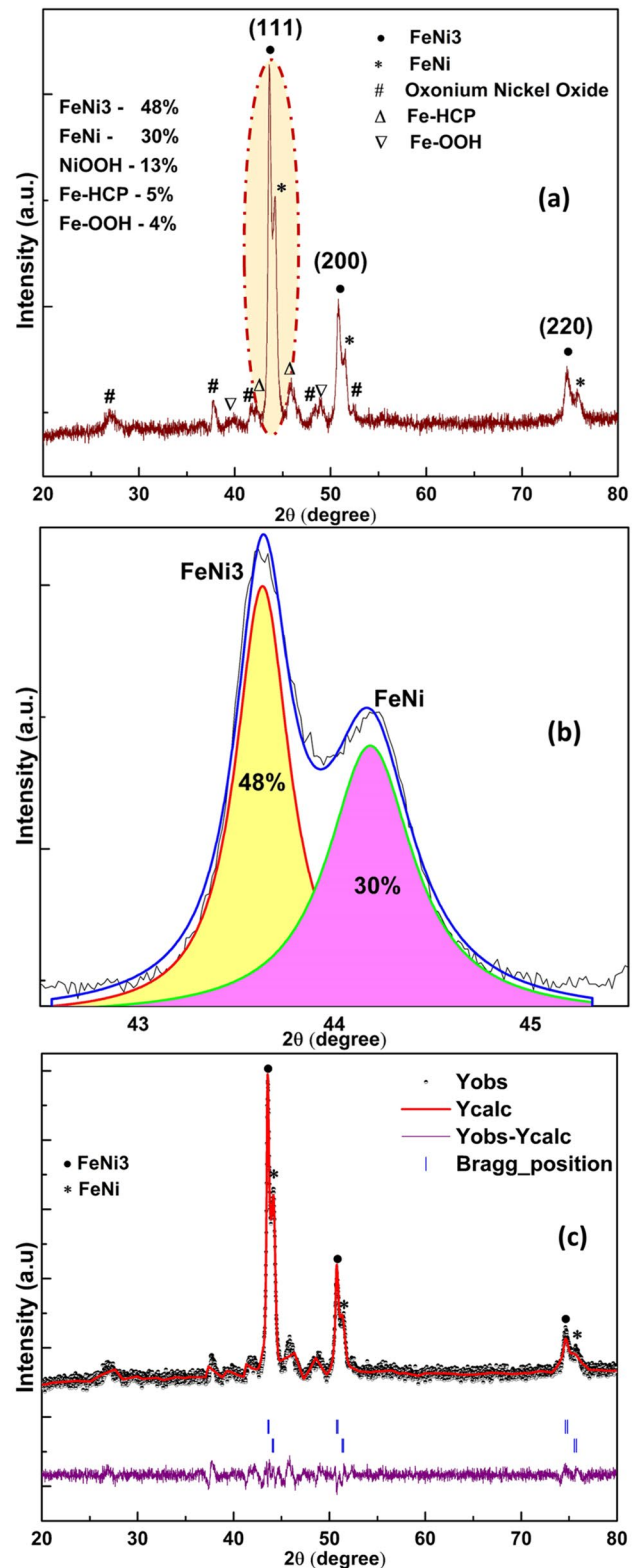 (111)
● FeNi3
* FeNi
# Oxonium Nickel Oxide
Δ Fe-HCP
∇ Fe-OOH
FeNi3 - 48%
FeNi - 30%
NiOOH - 13%
Fe-HCP - 5%
Fe-OOH - 4%
(a)
(200)
(220)
Intensity (a.u.)
20 30 40 50 60 70 80
2θ (degree)
FeNi3
FeNi
(b)
48%
30%
Intensity (a.u.)
43 44 45
2θ (degree)
Yobs
Ycalc
Yobs-Ycalc
Bragg_position
● FeNi3
* FeNi
(c)
Intensity (a.u)
20 30 40 50 60 70 80
2θ (degree)